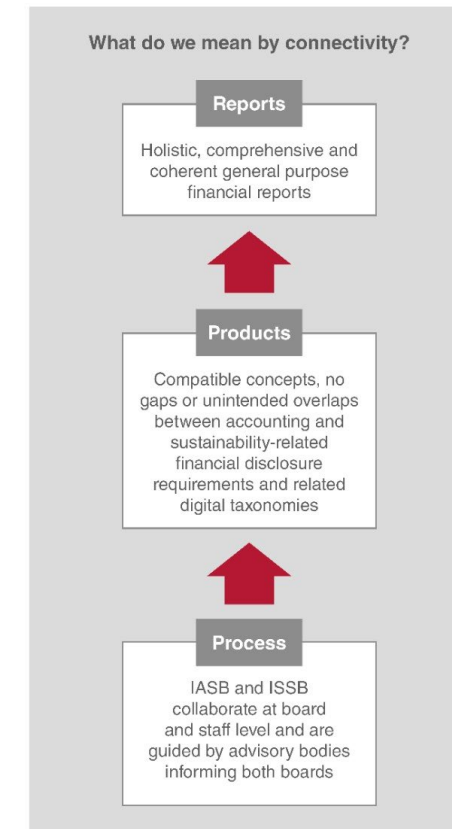 What do we mean by connectivity?
Reports
Holistic, comprehensive and
coherent general purpose
financial reports
Products
Compatible concepts, no
gaps or unintended overlaps
between accounting and
sustainability-related
financial disclosure
requirements and related
digital taxonomies
Process
IASB and ISSB
collaborate at board
and staff level and are
guided by advisory bodies
informing both boards